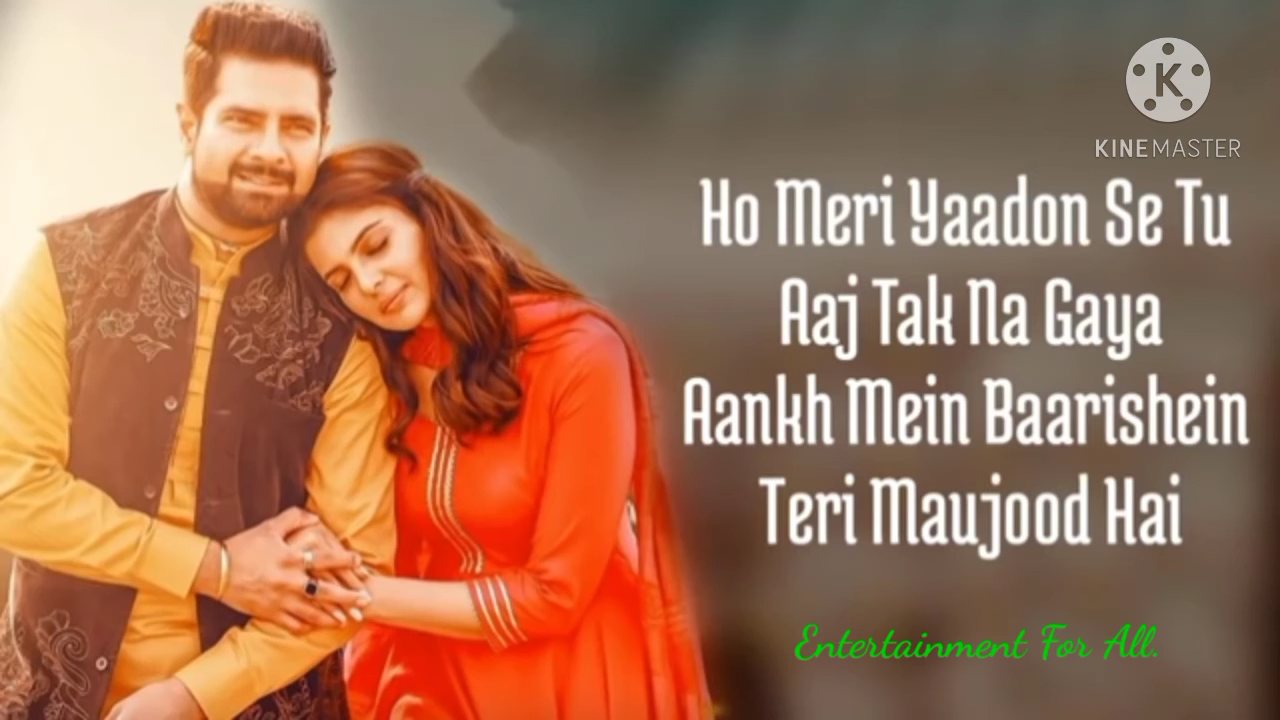 K
KINEMASTER
Ho Meri Yaadon Se Tu
Aaj Tak Na Gaya
Aankh Mein Baarishein
Teri Maujood Hai
Entertainment For All.